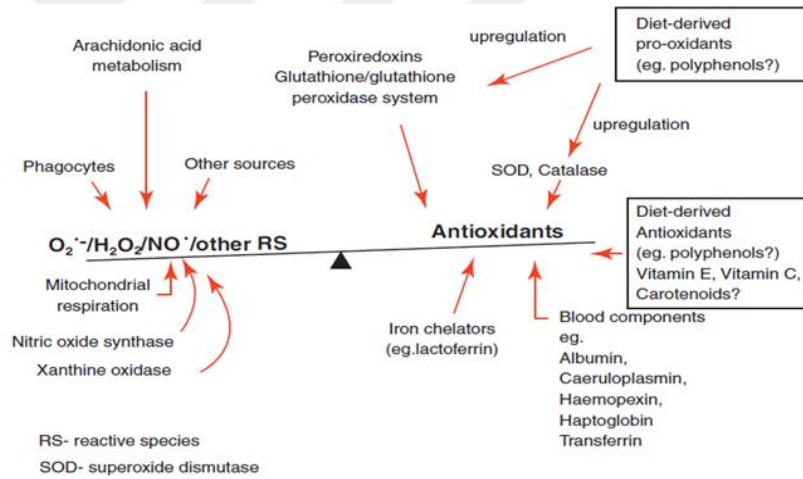 Arachidonic acid
metabolism
Phagocytes
Other sources
O₂˙⁻/H₂O₂/NO˙/other RS
Mitochondrial
respiration
Nitric oxide synthase
Xanthine oxidase
RS- reactive species
SOD- superoxide dismutase
Peroxiredoxins
Glutathione/glutathione
peroxidase system
upregulation
Diet-derived
pro-oxidants
(eg. polyphenols?)
upregulation
SOD, Catalase
Antioxidants
Diet-derived
Antioxidants
(eg. polyphenols?)
Vitamin E, Vitamin C,
Carotenoids?
Iron chelators
(eg.lactoferrin)
Blood components
eg.
Albumin,
Caeruloplasmin,
Haemopexin,
Haptoglobin
Transferrin